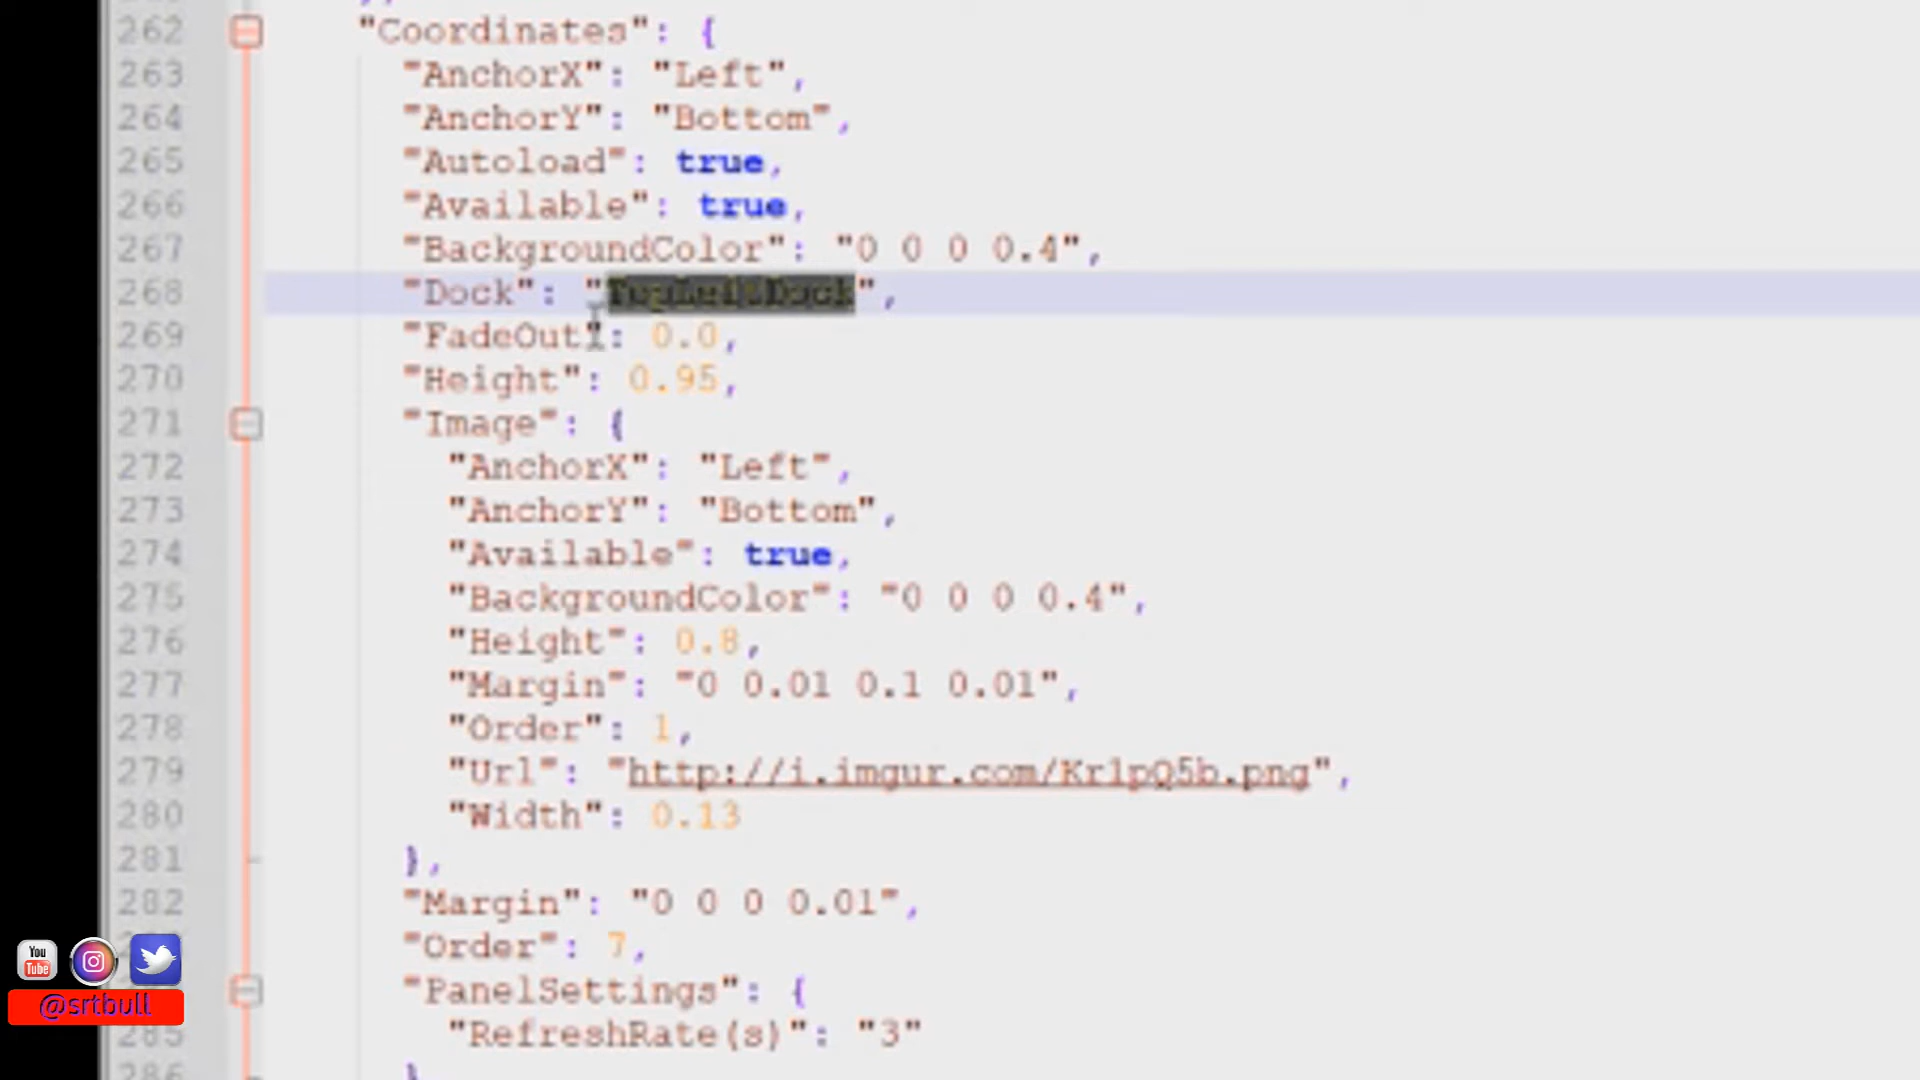 262 "Coordinates": {
263 "AnchorX": "Left",
264 "AnchorY": "Bottom",
265 "Autoload": true,
266 "Available": true,
267 "BackgroundColor": "0 0 0 0.4",
268 "Dock": "TopLeftDock",
269 "FadeOut": 0.0,
270 "Height": 0.95,
271 "Image": {
272 "AnchorX": "Left",
273 "AnchorY": "Bottom",
274 "Available": true,
275 "BackgroundColor": "0 0 0 0.4",
276 "Height": 0.8,
277 "Margin": "0 0.01 0.1 0.01",
278 "Order": 1,
279 "Url": "http://i.imgur.com/Kr1pQ5b.png",
280 "Width": 0.13
281 },
282 "Margin": "0 0 0 0.01",
"Order": 7,
"PanelSettings": {
285 "RefreshRate(s)": "3"
286 }
You
Tube
@srtbull